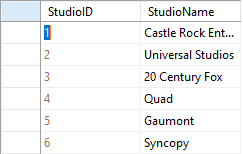 StudioID StudioName
1 Castle Rock Ent...
2 Universal Studios
3 20 Century Fox
4 Quad
5 Gaumont
6 Syncopy